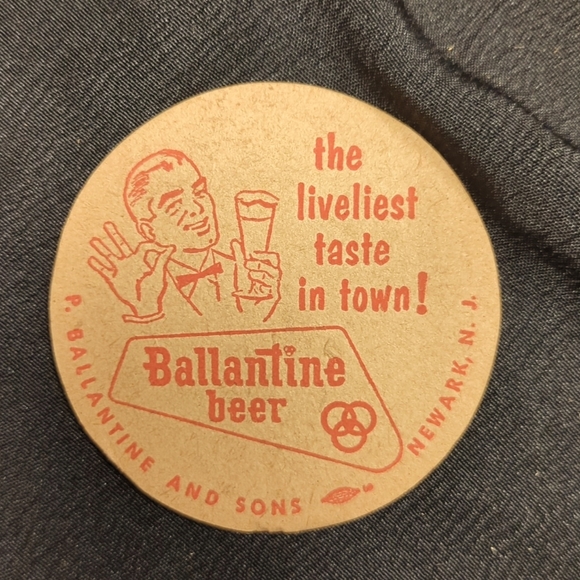 the
liveliest
taste
in town!
Ballantine
beer
P. BALLANTINE AND SONS
NEWARK, N. J.